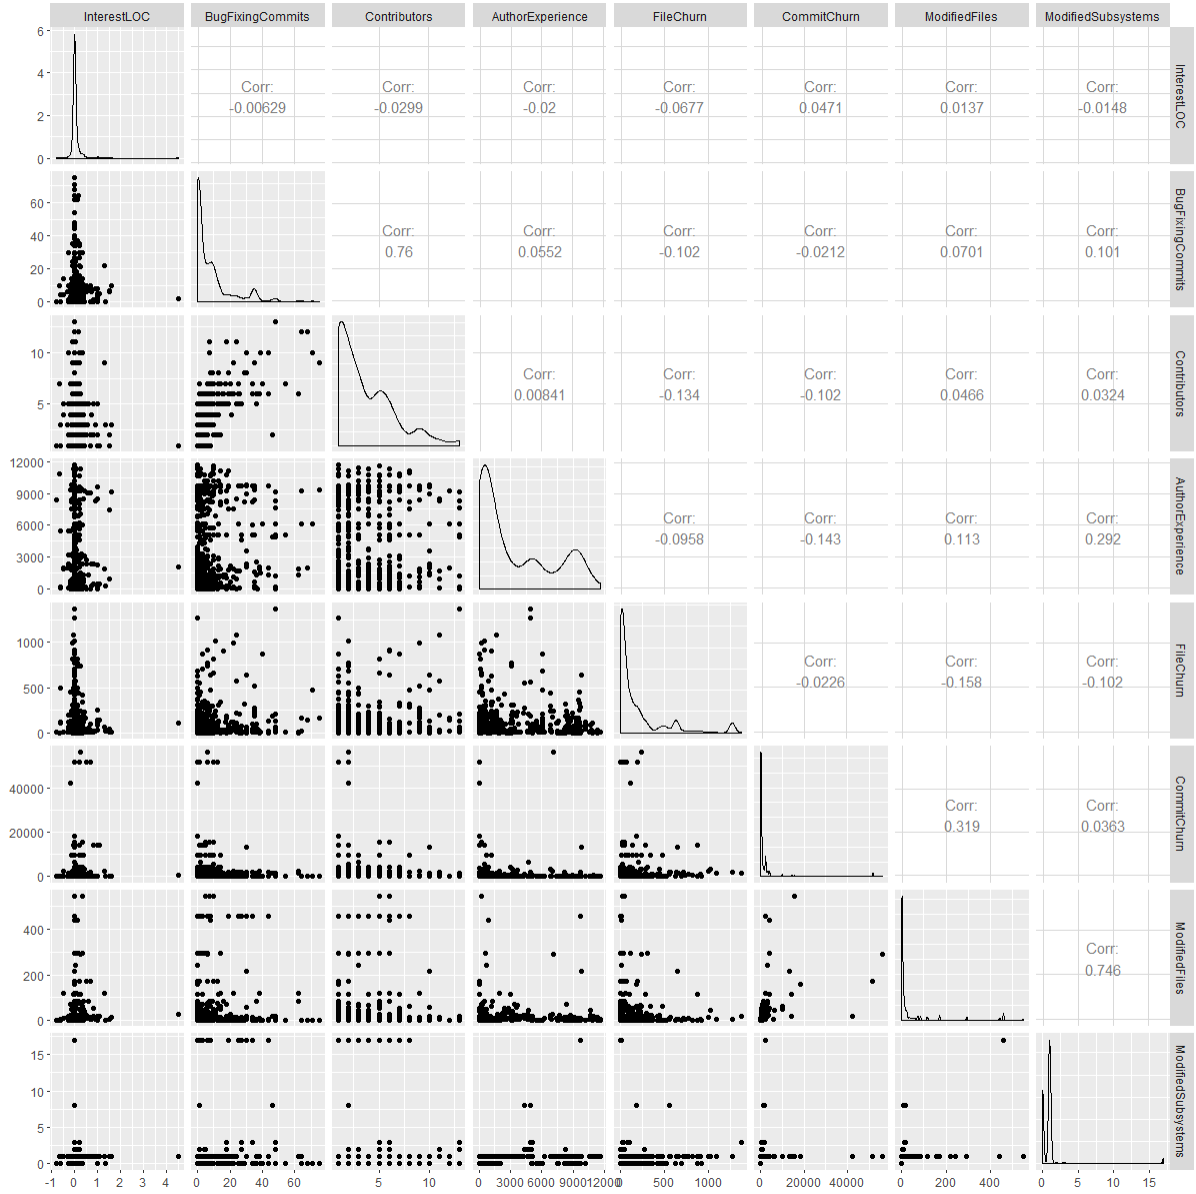 InterestLOC BugFixingCommits Contributors AuthorExperience FileChurn CommitChurn ModifiedFiles ModifiedSubsystems
6
4
2
0
Corr: Corr: Corr: Corr: Corr: Corr: Corr:
-0.00629 -0.0299 -0.02 -0.0677 0.0471 0.0137 -0.0148
InterestLOC
60
40
20
0
Corr: Corr: Corr: Corr: Corr: Corr:
0.76 0.0552 -0.102 -0.0212 0.0701 0.101
BugFixingCommits
10
5
Corr: Corr: Corr: Corr: Corr:
0.00841 -0.134 -0.102 0.0466 0.0324
Contributors
12000
9000
6000
3000
0
Corr: Corr: Corr: Corr:
-0.0958 -0.143 0.113 0.292
AuthorExperience
1000
500
0
Corr: Corr: Corr:
-0.0226 -0.158 -0.102
FileChurn
40000
20000
0
Corr: Corr:
0.319 0.0363
CommitChurn
400
200
0
Corr:
0.746
ModifiedFiles
15
10
5
0
ModifiedSubsystems
-1 0 1 2 3 4 0 20 40 60 5 10 0 3000 6000 9000 12000 0 500 1000 0 20000 40000 0 200 400 0 5 10 15